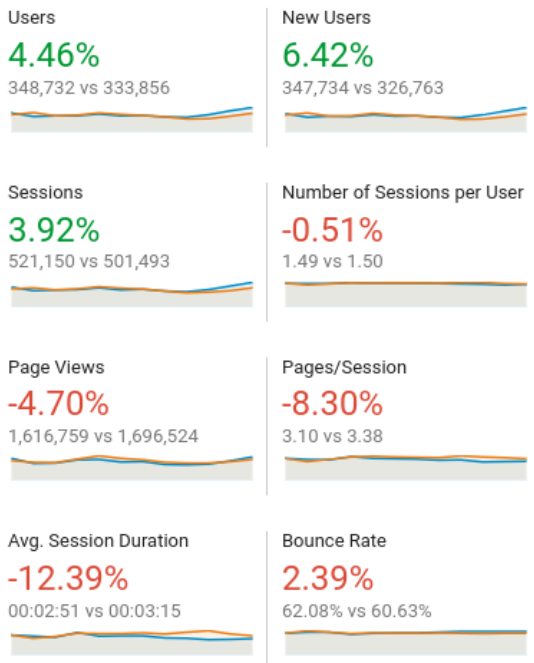 Users
4.46%
348,732 vs 333,856
New Users
6.42%
347,734 vs 326,763
Sessions
3.92%
521,150 vs 501,493
Number of Sessions per User
-0.51%
1.49 vs 1.50
Page Views
-4.70%
1,616,759 vs 1,696,524
Pages/Session
-8.30%
3.10 vs 3.38
Avg. Session Duration
-12.39%
00:02:51 vs 00:03:15
Bounce Rate
2.39%
62.08% vs 60.63%